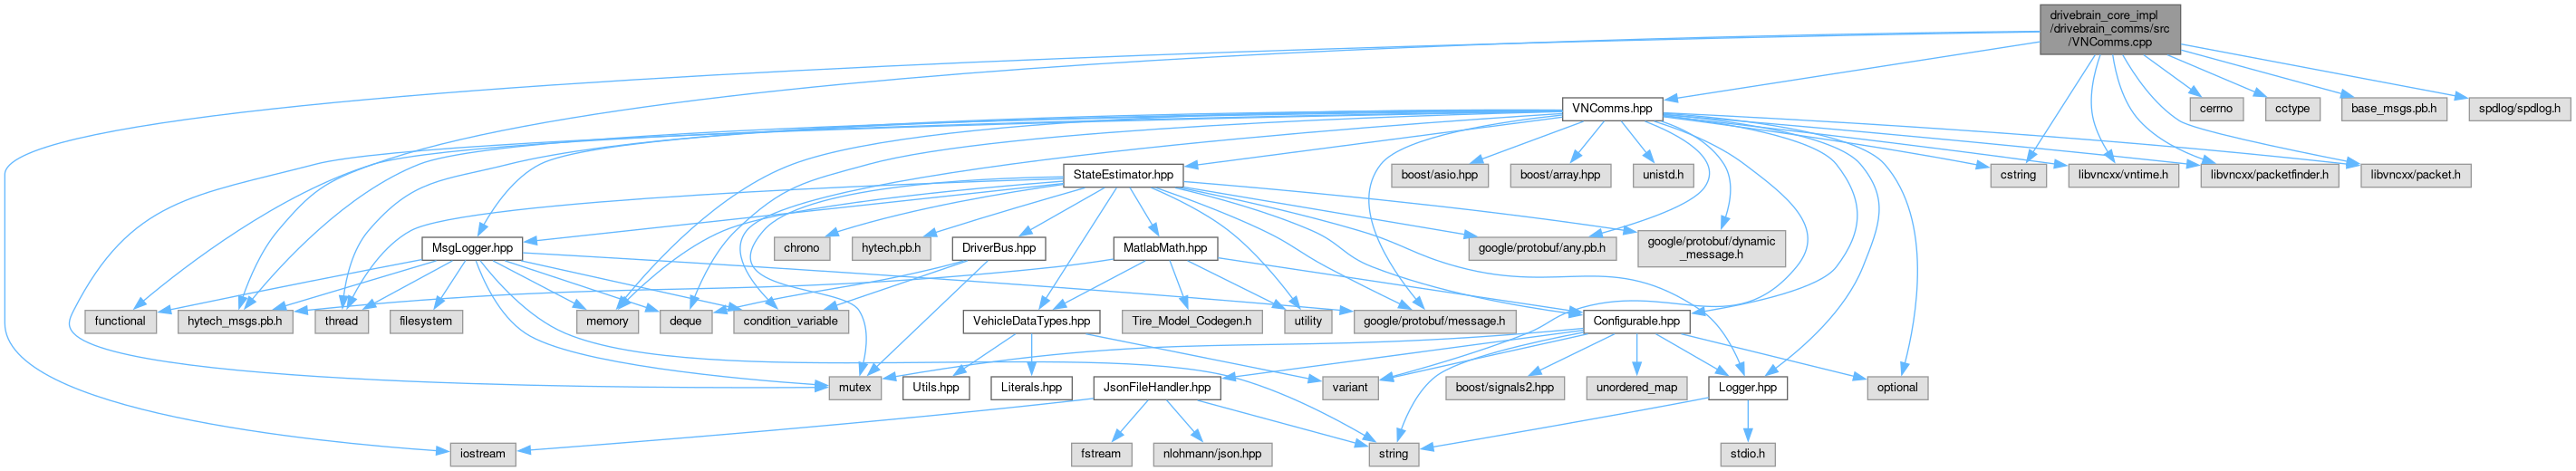 drivebrain_core_impl
/drivebrain_comms/src
/VNComms.cpp
VNComms.hpp
cerrno
cctype
base_msgs.pb.h
spdlog/spdlog.h
StateEstimator.hpp
boost/asio.hpp
boost/array.hpp
unistd.h
cstring
libvncxx/vntime.h
libvncxx/packetfinder.h
libvncxx/packet.h
MsgLogger.hpp
chrono
hytech.pb.h
DriverBus.hpp
MatlabMath.hpp
google/protobuf/any.pb.h
google/protobuf/dynamic
_message.h
functional
hytech_msgs.pb.h
thread
filesystem
memory
deque
condition_variable
VehicleDataTypes.hpp
Tire_Model_Codegen.h
utility
google/protobuf/message.h
Configurable.hpp
mutex
Utils.hpp
Literals.hpp
JsonFileHandler.hpp
variant
boost/signals2.hpp
unordered_map
Logger.hpp
optional
iostream
fstream
nlohmann/json.hpp
string
stdio.h